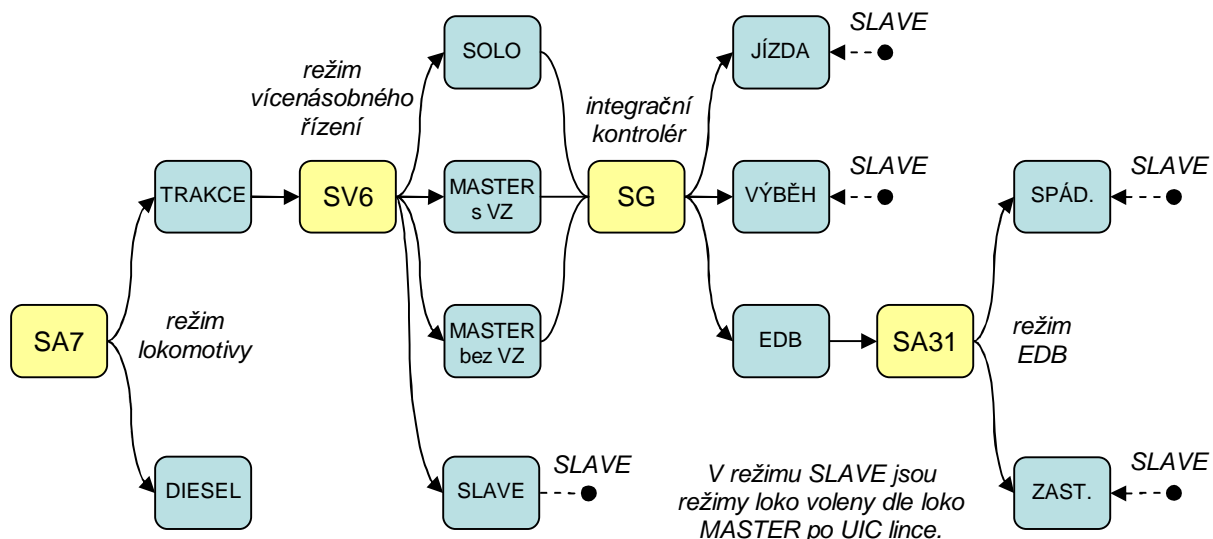 SLAVE
SOLO
JÍZDA
režim
vícenásobného
řízení
integrační
kontrolér
SLAVE
SLAVE
TRAKCE
SV6
MASTER
s VZ
SG
VÝBĚH
SPÁD.
SA7
režim
lokomotivy
MASTER
bez VZ
EDB
SA31
režim
EDB
SLAVE
SLAVE
DIESEL
SLAVE
V režimu SLAVE jsou
režimy loko voleny dle loko
MASTER po UIC lince.
ZAST.